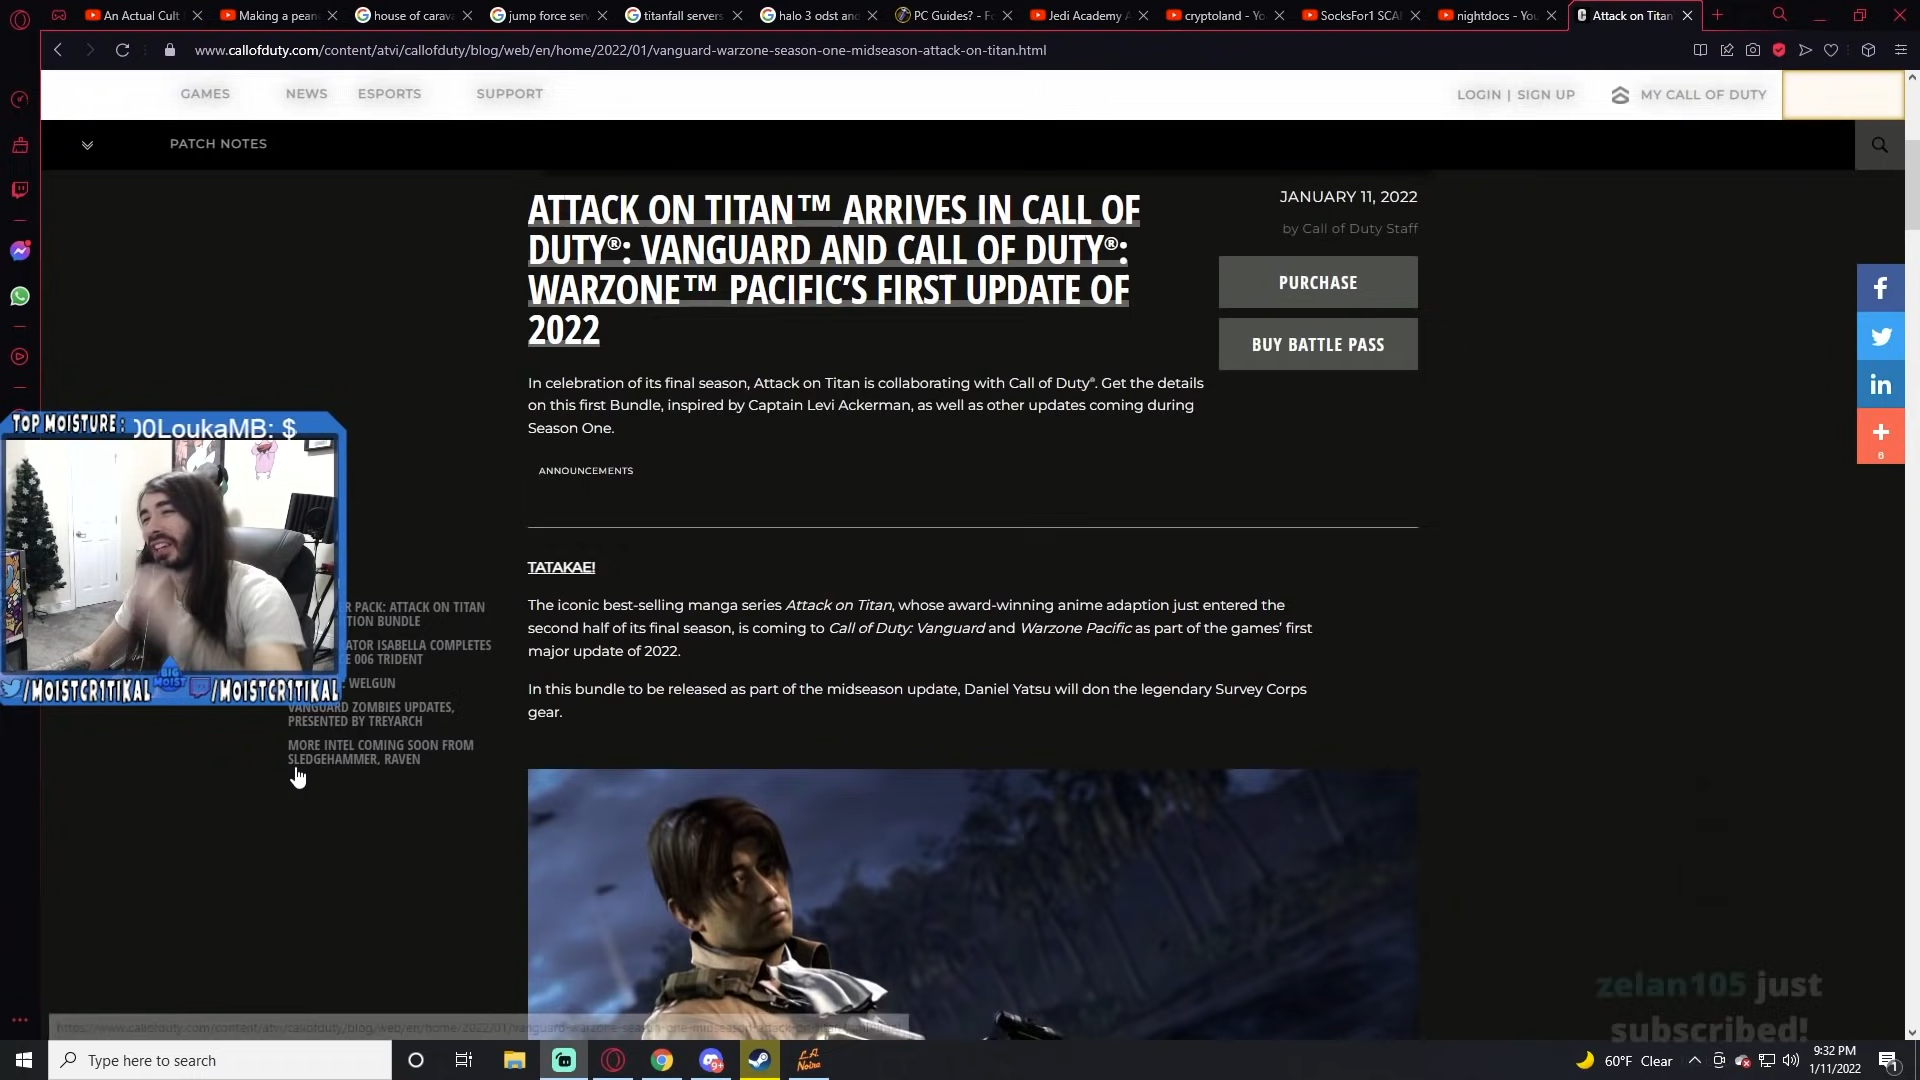 An Actual Cult
Making a pean
house of carava
jump force serv
titanfall servers
halo 3 odst and
PC Guides? - Fo
Jedi Academy A
cryptoland - Yo
SocksFor1 SCAI
nightdocs - You
Attack on Titan
www.callofduty.com/content/atvi/callofduty/blog/web/en/home/2022/01/vanguard-warzone-season-one-midseason-attack-on-titan.html
GAMES
NEWS
ESPORTS
SUPPORT
LOGIN | SIGN UP
MY CALL OF DUTY
PATCH NOTES
ATTACK ON TITAN™ ARRIVES IN CALL OF
DUTY®: VANGUARD AND CALL OF DUTY®:
WARZONE™ PACIFIC’S FIRST UPDATE OF
2022
JANUARY 11, 2022
by Call of Duty Staff
PURCHASE
BUY BATTLE PASS
In celebration of its final season, Attack on Titan is collaborating with Call of Duty®. Get the details
on this first Bundle, inspired by Captain Levi Ackerman, as well as other updates coming during
Season One.
ANNOUNCEMENTS
6
TOP MOISTURE : 00LoukaMB: $
TATAKAE!
The iconic best-selling manga series Attack on Titan, whose award-winning anime adaption just entered the
second half of its final season, is coming to Call of Duty: Vanguard and Warzone Pacific as part of the games’ first
major update of 2022.
In this bundle to be released as part of the midseason update, Daniel Yatsu will don the legendary Survey Corps
gear.
R PACK: ATTACK ON TITAN
TION BUNDLE
ATOR ISABELLA COMPLETES
E 006 TRIDENT
: WELGUN
VANGUARD ZOMBIES UPDATES,
PRESENTED BY TREYARCH
MORE INTEL COMING SOON FROM
SLEDGEHAMMER, RAVEN
BIG
MOIST
/MOISTCR1TIKAL
/MOISTCR1TIKAL
zelan105 just
subscribed!
Type here to search
9+
L.A.
Noire
60°F Clear
9:32 PM
1/11/2022
1